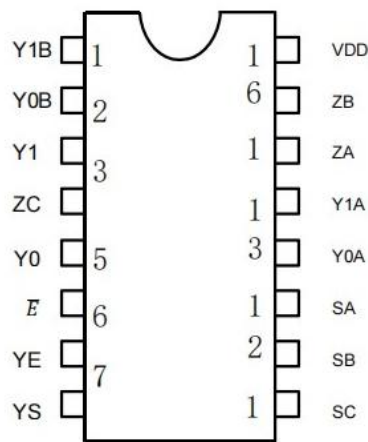 Y1B 1 1 VDD
Y0B 2 6 ZB
Y1 3 1 ZA
ZC 1 Y1A
Y0 5 3 Y0A
E̅ 6 1 SA
YE 7 2 SB
YS 1 SC